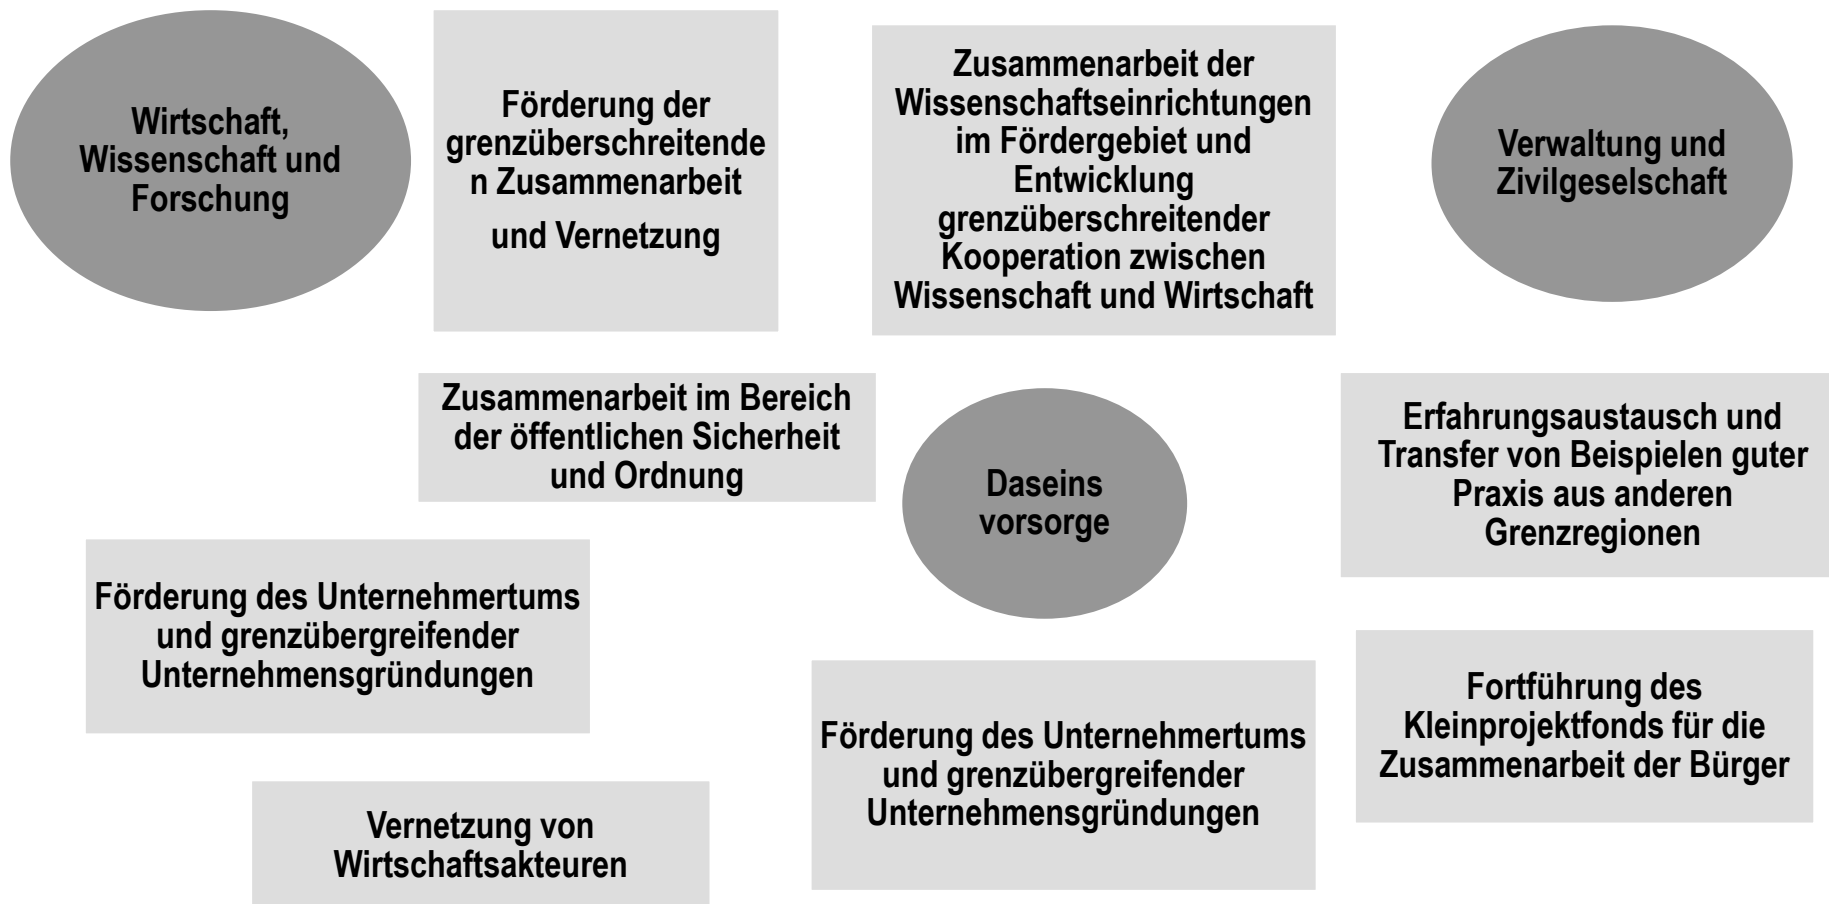 Wirtschaft,
Wissenschaft und
Forschung
Förderung der
grenzüberschreitende
n Zusammenarbeit
und Vernetzung
Zusammenarbeit der
Wissenschaftseinrichtungen
im Fördergebiet und
Entwicklung
grenzüberschreitender
Kooperation zwischen
Wissenschaft und Wirtschaft
Verwaltung und
Zivilgeselschaft
Zusammenarbeit im Bereich
der öffentlichen Sicherheit
und Ordnung
Daseins
vorsorge
Erfahrungsaustausch und
Transfer von Beispielen guter
Praxis aus anderen
Grenzregionen
Förderung des Unternehmertums
und grenzübergreifender
Unternehmensgründungen
Förderung des Unternehmertums
und grenzübergreifender
Unternehmensgründungen
Fortführung des
Kleinprojektfonds für die
Zusammenarbeit der Bürger
Vernetzung von
Wirtschaftsakteuren